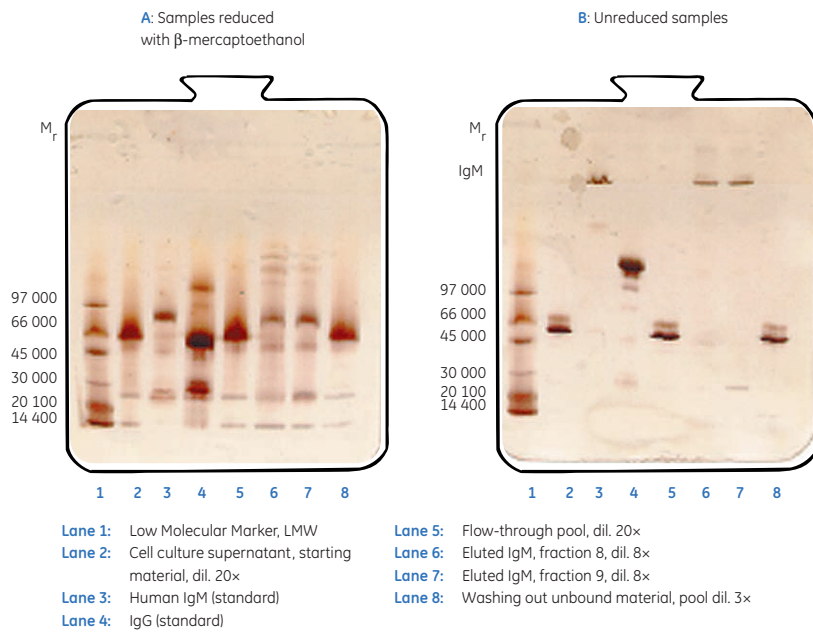 A: Samples reduced
with β-mercaptoethanol
B: Unreduced samples
Mr
97 000
66 000
45 000
30 000
20 100
14 400
1 2 3 4 5 6 7 8
Mr
IgM
97 000
66 000
45 000
30 000
20 100
14 400
1 2 3 4 5 6 7 8
Lane 1: Low Molecular Marker, LMW
Lane 2: Cell culture supernatant, starting
material, dil. 20×
Lane 3: Human IgM (standard)
Lane 4: IgG (standard)
Lane 5: Flow-through pool, dil. 20×
Lane 6: Eluted IgM, fraction 8, dil. 8×
Lane 7: Eluted IgM, fraction 9, dil. 8×
Lane 8: Washing out unbound material, pool dil. 3×